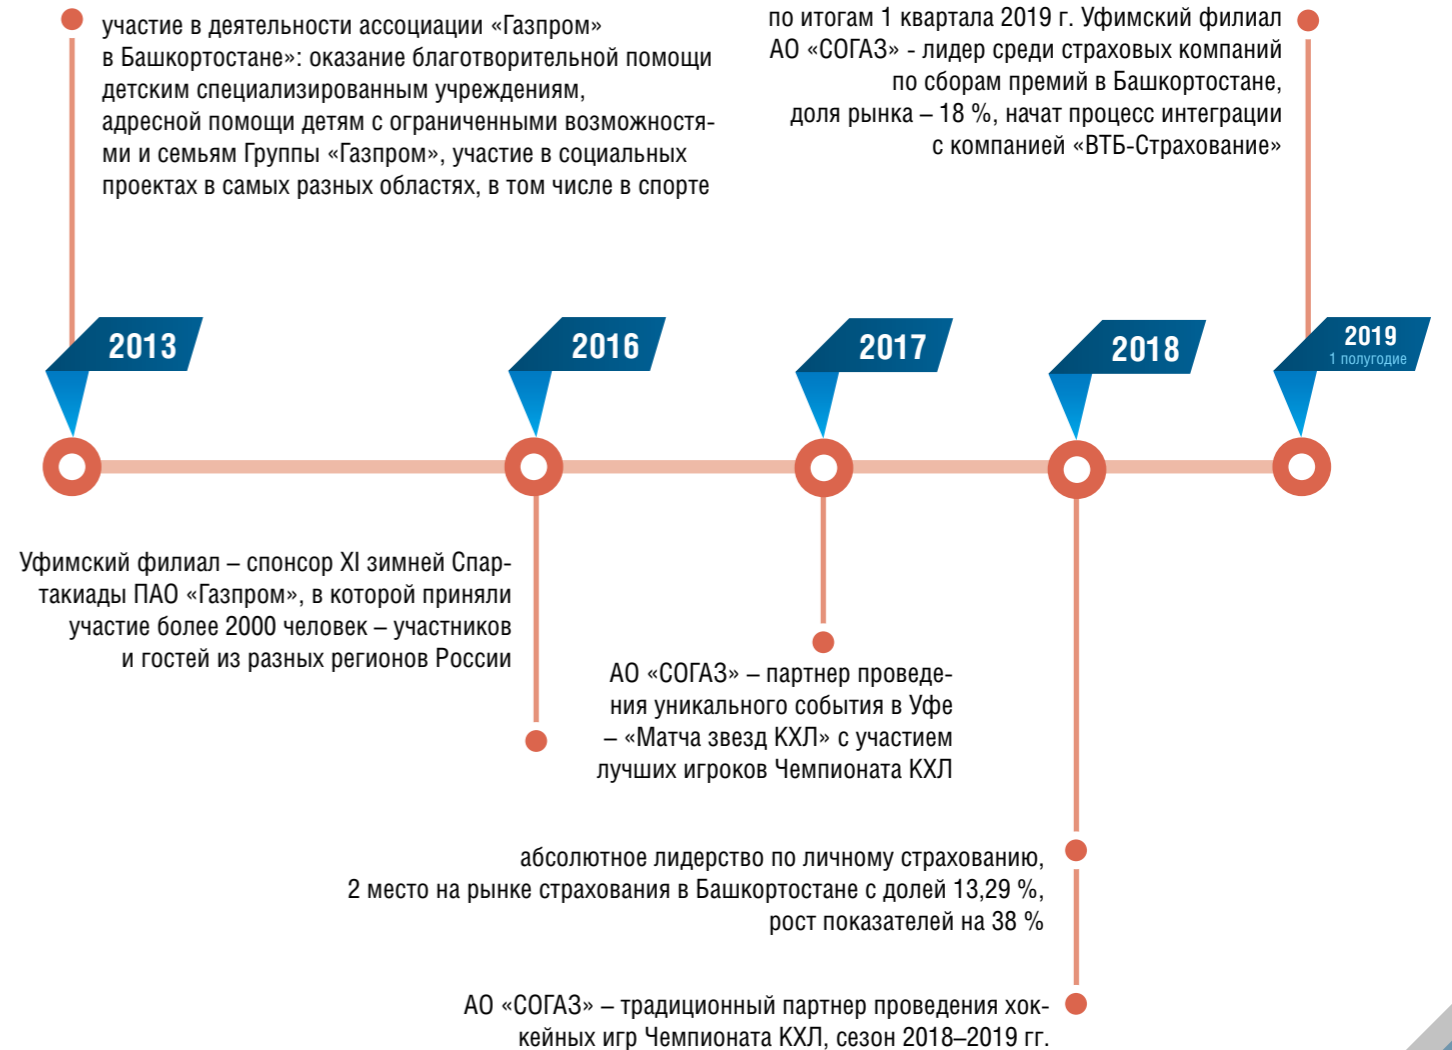 участие в деятельности ассоциации «Газпром»
в Башкортостане»: оказание благотворительной помощи
детским специализированным учреждениям,
адресной помощи детям с ограниченными возможностя-
ми и семьям Группы «Газпром», участие в социальных
проектах в самых разных областях, в том числе в спорте
по итогам 1 квартала 2019 г. Уфимский филиал
АО «СОГАЗ» - лидер среди страховых компаний
по сборам премий в Башкортостане,
доля рынка – 18 %, начат процесс интеграции
с компанией «ВТБ-Страхование»
2013
2016
2017
2018
2019
1 полугодие
Уфимский филиал – спонсор XI зимней Спар-
такиады ПАО «Газпром», в которой приняли
участие более 2000 человек – участников
и гостей из разных регионов России
АО «СОГАЗ» – партнер проведе-
ния уникального события в Уфе
– «Матча звезд КХЛ» с участием
лучших игроков Чемпионата КХЛ
абсолютное лидерство по личному страхованию,
2 место на рынке страхования в Башкортостане с долей 13,29 %,
рост показателей на 38 %
АО «СОГАЗ» – традиционный партнер проведения хок-
кейных игр Чемпионата КХЛ, сезон 2018–2019 гг.